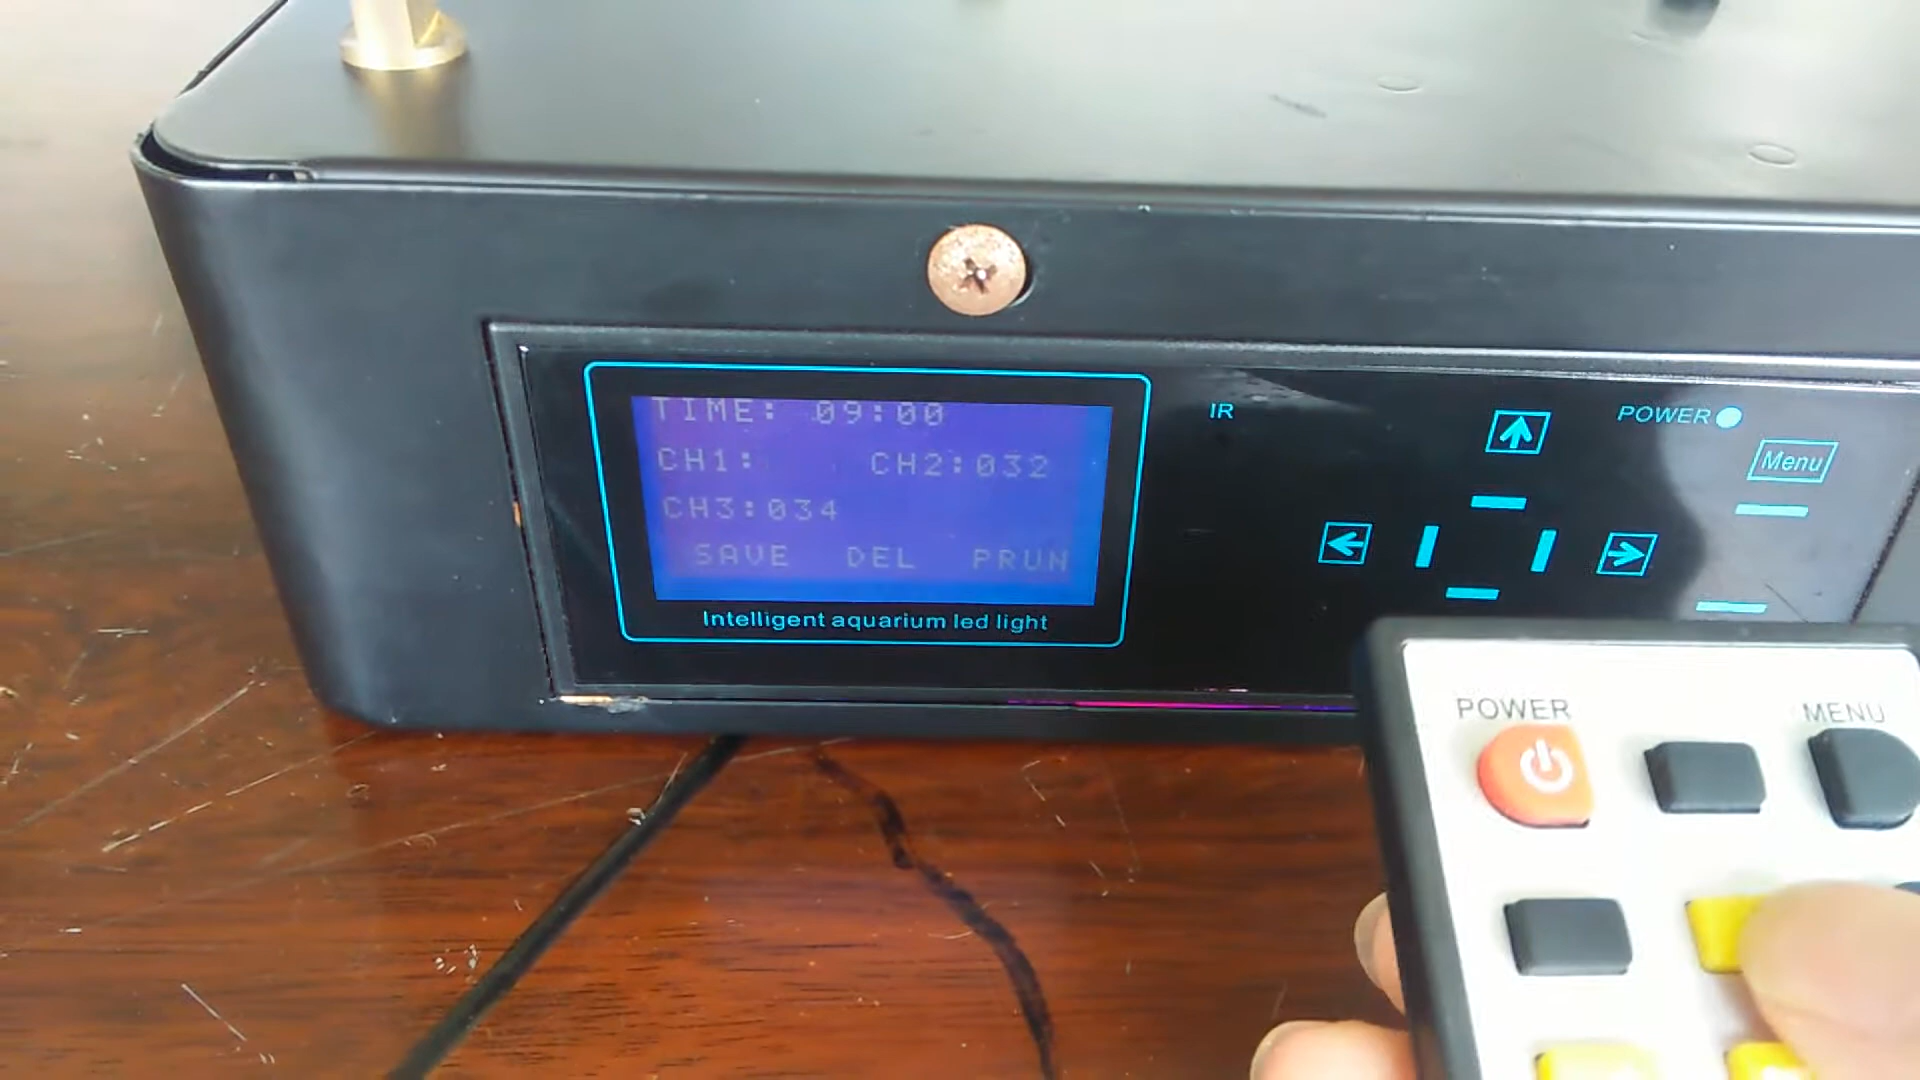 TIME: 09:00
CH1: CH2:032
CH3:034
SAVE DEL PRUN
Intelligent aquarium led light
IR
POWER
Menu
POWER
MENU